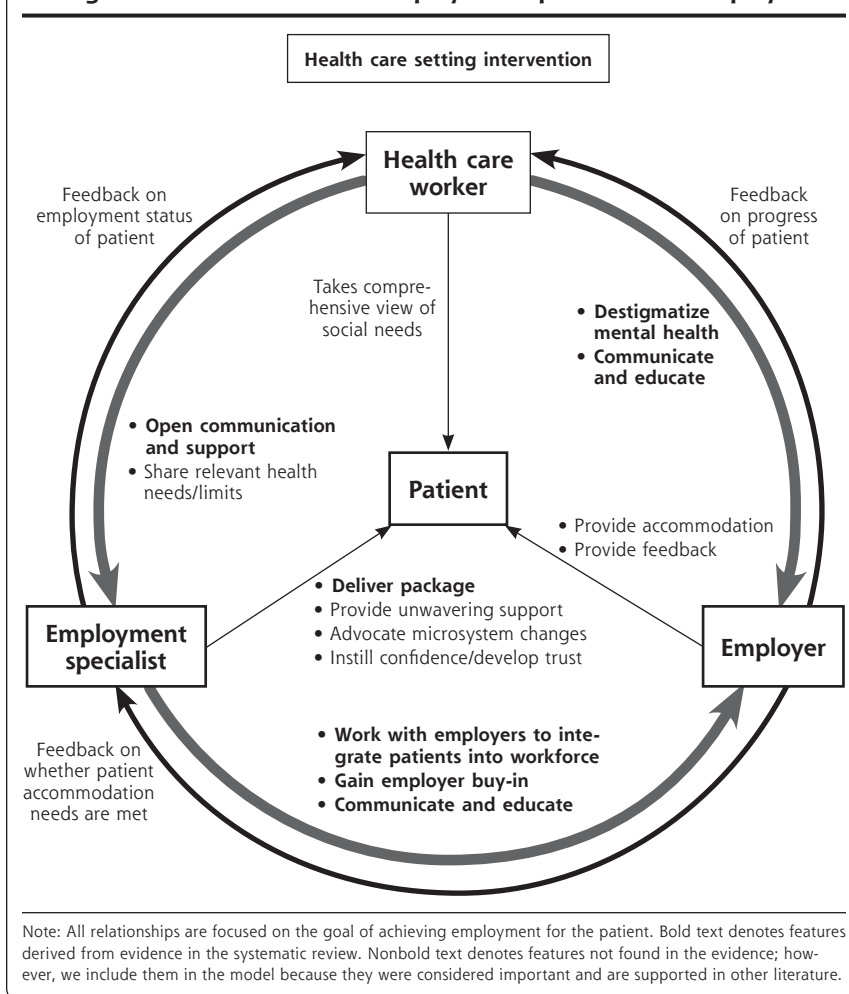 Health care setting intervention
Health care
worker
Feedback on
employment status
of patient
Feedback
on progress
of patient
Takes compre-
hensive view of
social needs
• Destigmatize
mental health
• Communicate
and educate
• Open communication
and support
• Share relevant health
needs/limits
Patient
• Provide accommodation
• Provide feedback
• Deliver package
• Provide unwavering support
• Advocate microsystem changes
• Instill confidence/develop trust
Employment
specialist
Employer
• Work with employers to inte-
grate patients into workforce
• Gain employer buy-in
• Communicate and educate
Feedback on
whether patient
accommodation
needs are met
Note: All relationships are focused on the goal of achieving employment for the patient. Bold text denotes features
derived from evidence in the systematic review. Nonbold text denotes features not found in the evidence; how-
ever, we include them in the model because they were considered important and are supported in other literature.